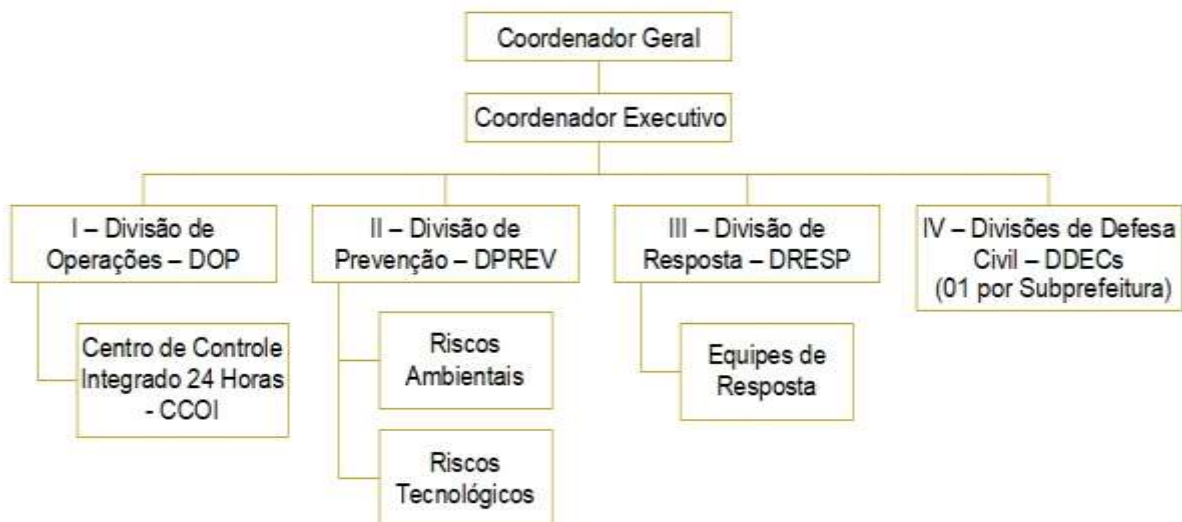 Coordenador Geral
Coordenador Executivo
I – Divisão de
Operações – DOP
II – Divisão de
Prevenção – DPREV
III – Divisão de
Resposta – DRESP
IV – Divisões de Defesa
Civil – DDECs
(01 por Subprefeitura)
Centro de Controle
Integrado 24 Horas
- CCOI
Riscos
Ambientais
Equipes de
Resposta
Riscos
Tecnológicos